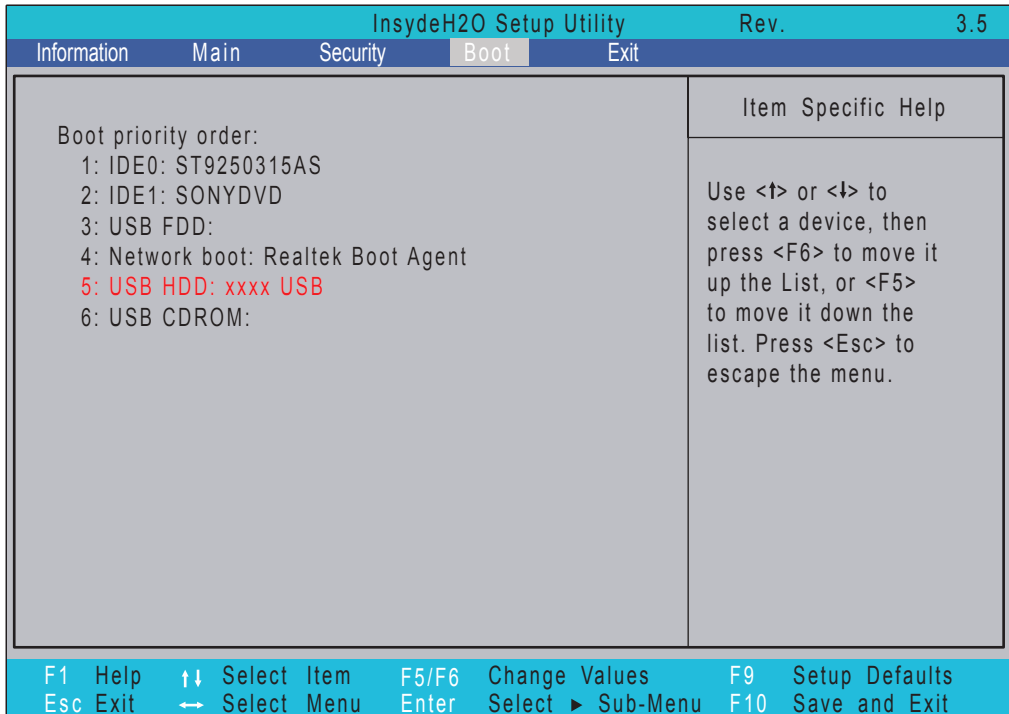 InsydeH2O Setup Utility Rev. 3.5
Information Main Security Boot Exit
Boot priority order:
1: IDE0: ST9250315AS
2: IDE1: SONYDVD
3: USB FDD:
4: Network boot: Realtek Boot Agent
5: USB HDD: xxxx USB
6: USB CDROM:
Item Specific Help
Use <↑> or <↓> to
select a device, then
press <F6> to move it
up the List, or <F5>
to move it down the
list. Press <Esc> to
escape the menu.
F1 Help ↑↓ Select Item F5/F6 Change Values F9 Setup Defaults
Esc Exit ↔ Select Menu Enter Select ► Sub-Menu F10 Save and Exit